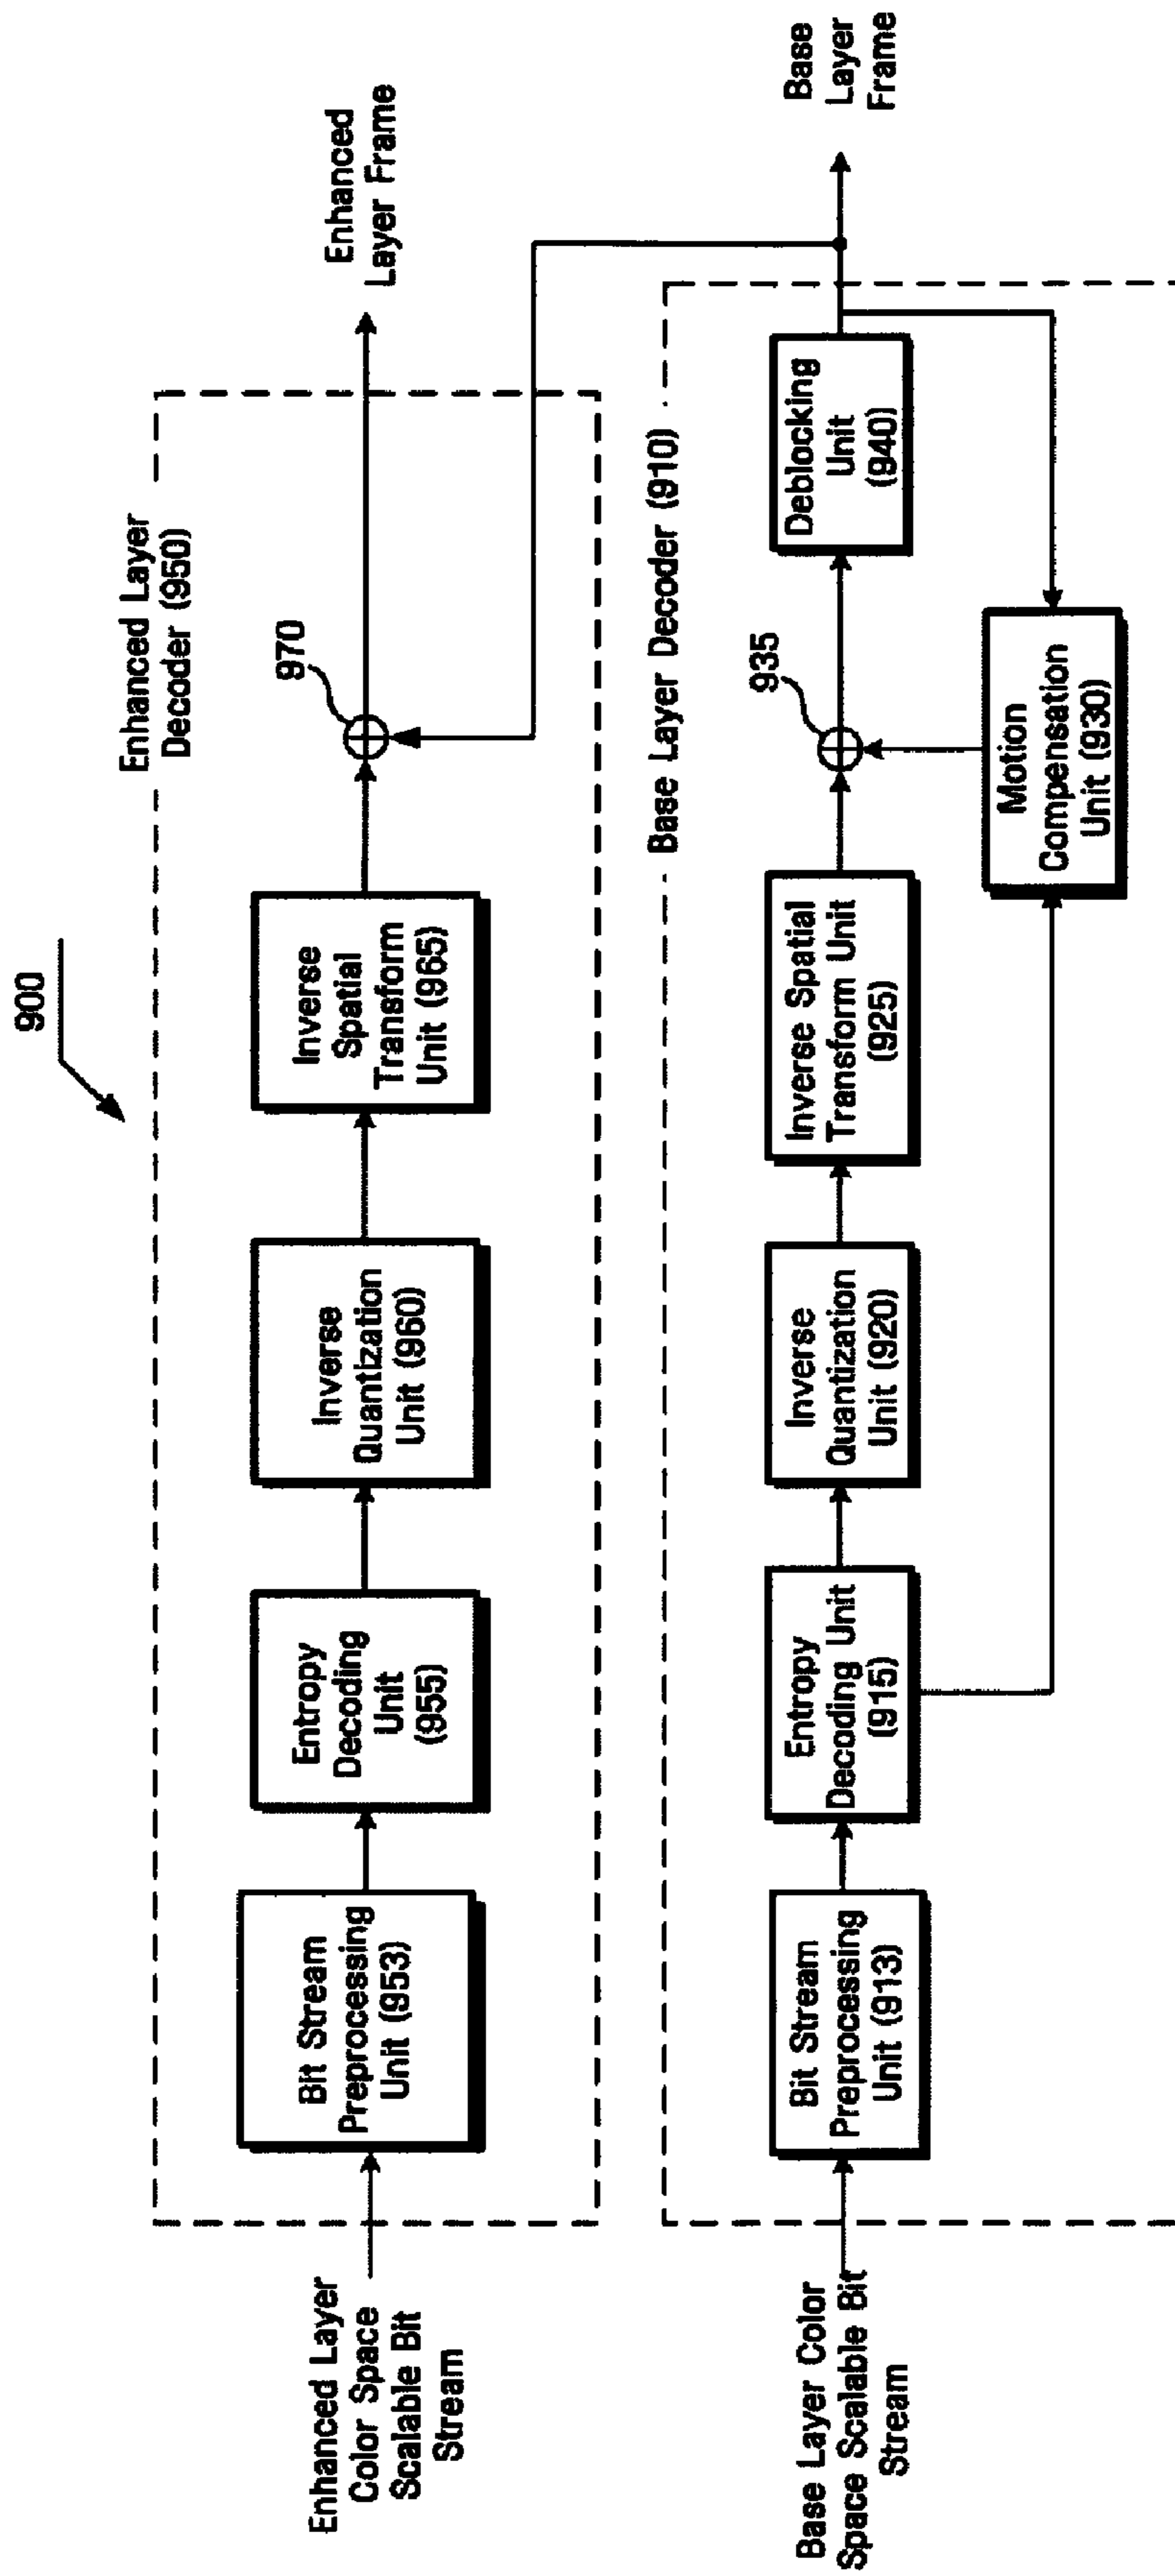 900
Enhanced Layer
Decoder (950)
Enhanced Layer
Color Space
Scalable Bit
Stream
Bit Stream
Preprocessing
Unit (953)
Entropy
Decoding
Unit
(955)
Inverse
Quantization
Unit (960)
Inverse
Spatial
Transform
Unit (965)
970
Enhanced
Layer Frame
Base Layer Decoder (910)
Base Layer Color
Space Scalable Bit
Stream
Bit Stream
Preprocessing
Unit (913)
Entropy
Decoding Unit
(915)
Inverse
Quantization
Unit (920)
Inverse Spatial
Transform Unit
(925)
935
Deblocking
Unit
(940)
Motion
Compensation
Unit (930)
Base
Layer
Frame